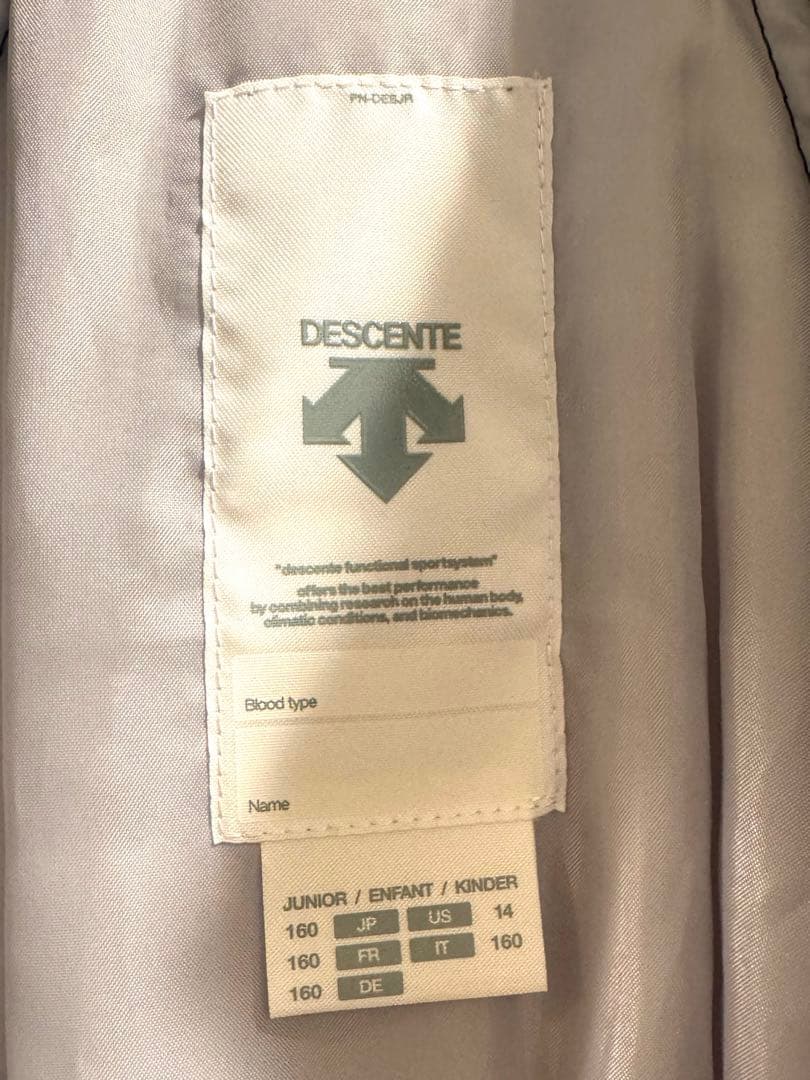 PN-DESJR
DESCENTE
"descente functional sportsystem"
offers the best performance
by combining research on the human body,
climatic conditions, and biomechanics.
Blood type
Name
JUNIOR / ENFANT / KINDER
160 JP US 14
160 FR IT 160
160 DE